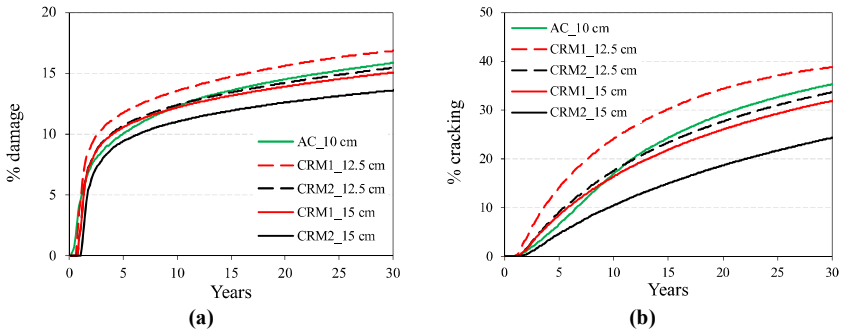 20
15
10
5
0
% damage
AC_10 cm
CRM1_12.5 cm
CRM2_12.5 cm
CRM1_15 cm
CRM2_15 cm
0 5 10 15 20 25 30
Years
(a)
50
40
30
20
10
0
% cracking
AC_10 cm
CRM1_12.5 cm
CRM2_12.5 cm
CRM1_15 cm
CRM2_15 cm
0 5 10 15 20 25 30
Years
(b)